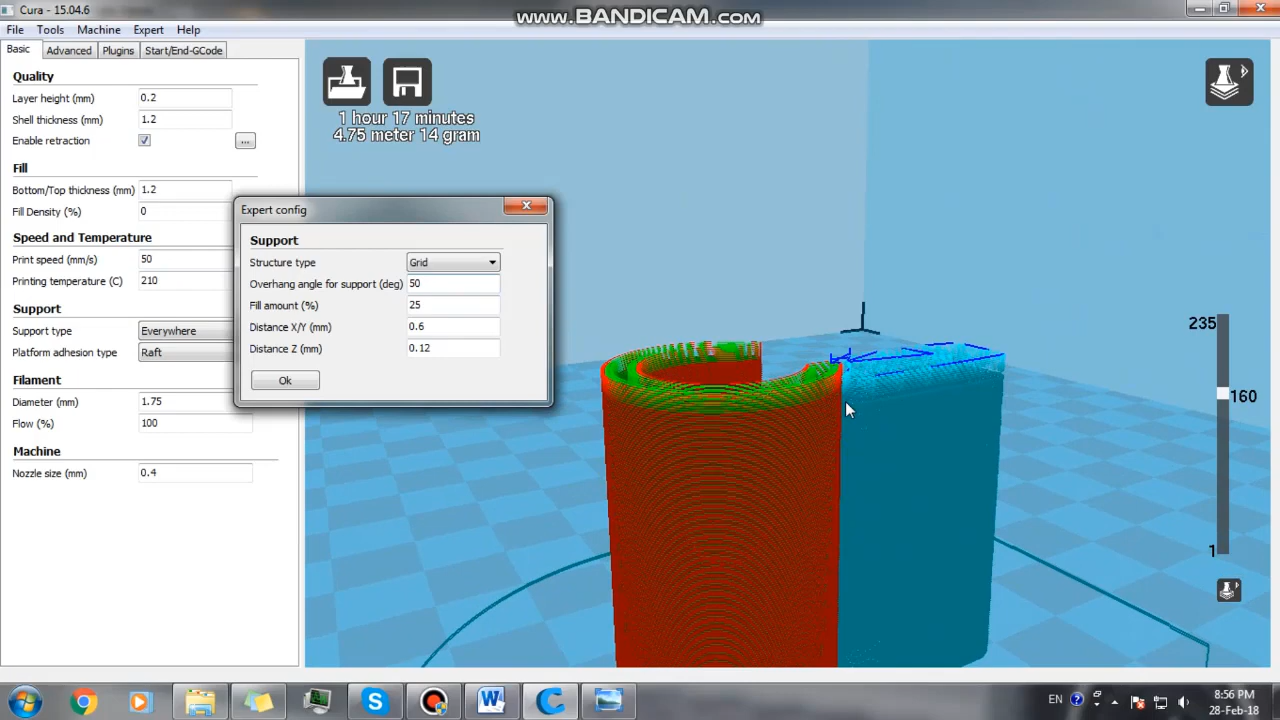 Cura - 15.04.6
www.BANDICAM.com
File Tools Machine Expert Help
Basic Advanced Plugins Start/End-GCode
Quality
Layer height (mm) 0.2
Shell thickness (mm) 1.2
Enable retraction ...
Fill
Bottom/Top thickness (mm) 1.2
Fill Density (%) 0
Speed and Temperature
Print speed (mm/s) 50
Printing temperature (C) 210
Support
Support type Everywhere
Platform adhesion type Raft
Filament
Diameter (mm) 1.75
Flow (%) 100
Machine
Nozzle size (mm) 0.4
1 hour 17 minutes
4.75 meter 14 gram
Expert config
Support
Structure type Grid
Overhang angle for support (deg) 50
Fill amount (%) 25
Distance X/Y (mm) 0.6
Distance Z (mm) 0.12
Ok
235
160
1
EN
8:56 PM
28-Feb-18